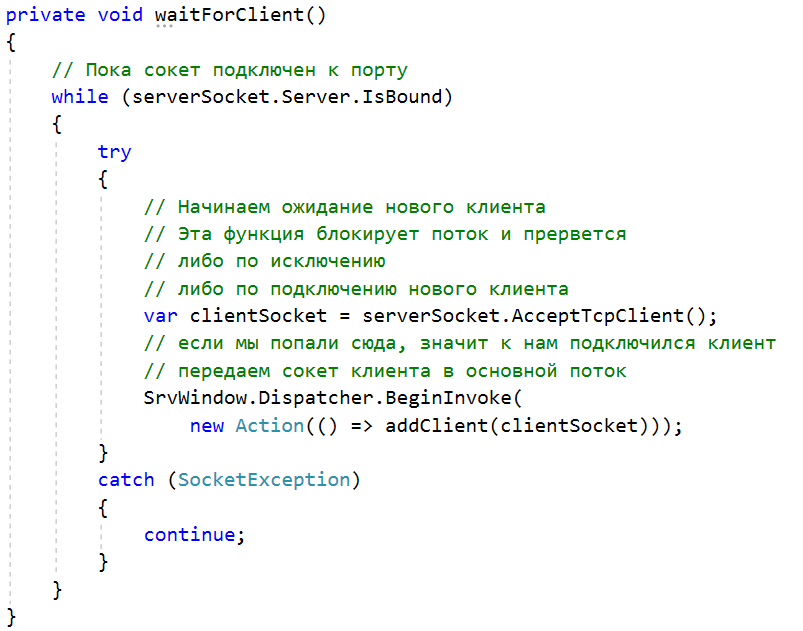 private void waitForClient()
{
// Пока сокет подключен к порту
while (serverSocket.Server.IsBound)
{
try
{
// Начинаем ожидание нового клиента
// Эта функция блокирует поток и прервется
// либо по исключению
// либо по подключению нового клиента
var clientSocket = serverSocket.AcceptTcpClient();
// если мы попали сюда, значит к нам подключился клиент
// передаем сокет клиента в основной поток
SrvWindow.Dispatcher.BeginInvoke(
new Action(() => addClient(clientSocket)));
}
catch (SocketException)
{
continue;
}
}
}